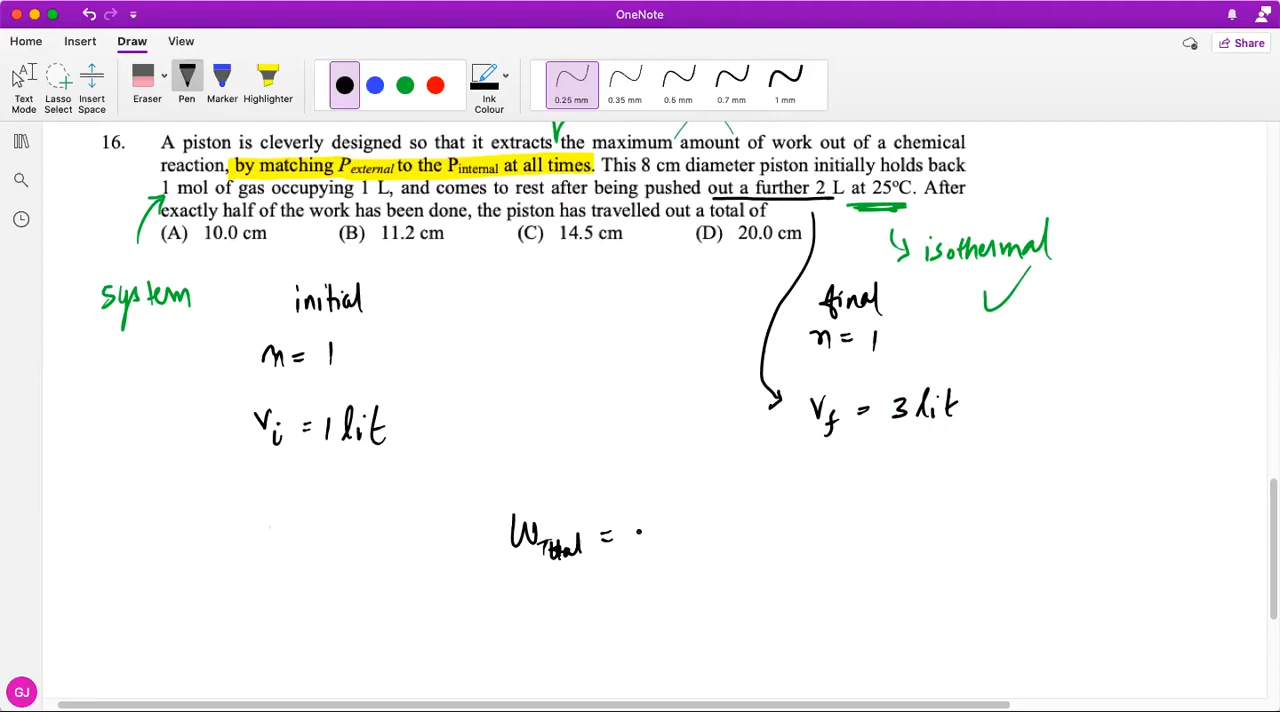 OneNote
Home Insert Draw View
Share
Text Mode
Lasso Select
Insert Space
Eraser
Pen
Marker
Highlighter
Ink Colour
0.25 mm
0.35 mm
0.5 mm
0.7 mm
1 mm
16. A piston is cleverly designed so that it extracts the maximum amount of work out of a chemical
reaction, by matching Pexternal to the Pinternal at all times. This 8 cm diameter piston initially holds back
1 mol of gas occupying 1 L, and comes to rest after being pushed out a further 2 L at 25°C. After
exactly half of the work has been done, the piston has travelled out a total of
(A) 10.0 cm (B) 11.2 cm (C) 14.5 cm (D) 20.0 cm
isothermal
system initial final
n = 1 n = 1
Vi = 1 lit Vf = 3 lit
WTotal =
GJ